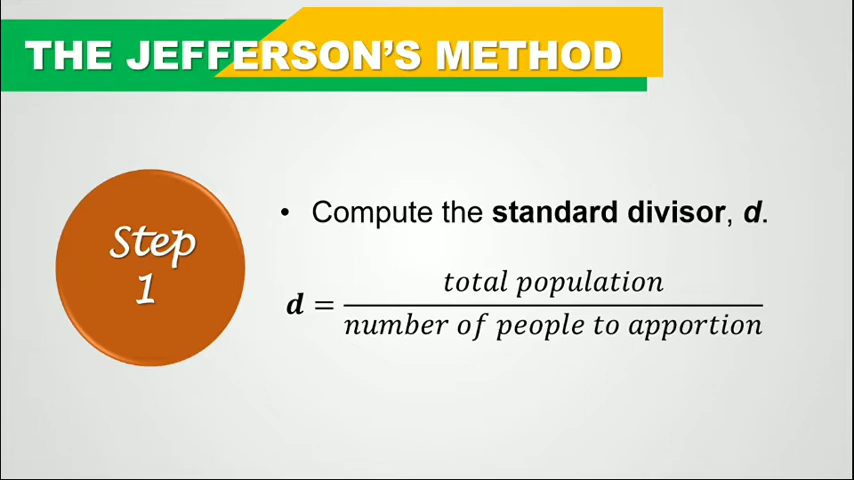 THE JEFFERSON’S METHOD
Step
1
• Compute the standard divisor, d.
d = total population / number of people to apportion